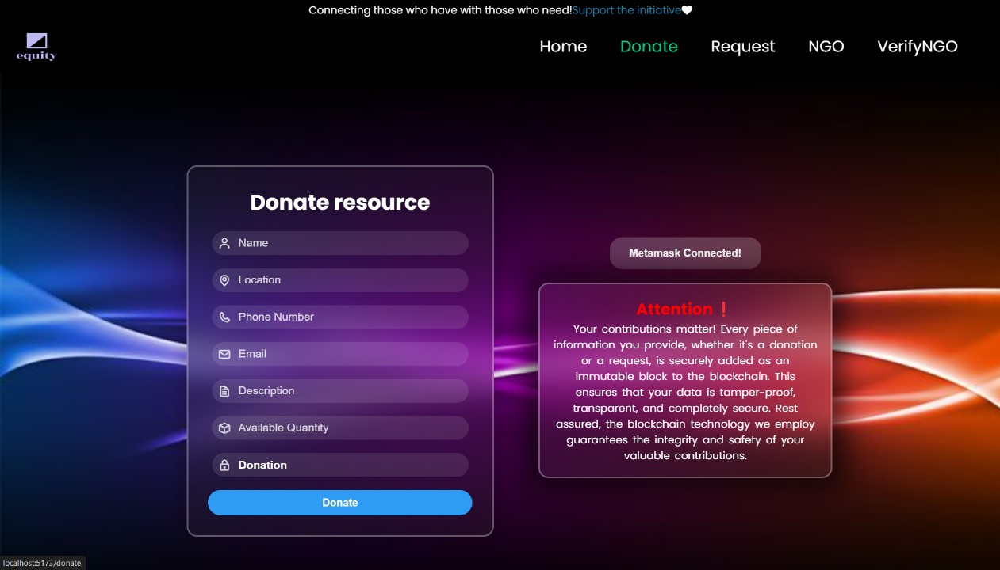 Connecting those who have with those who need!Support the initiative
equity
Home Donate Request NGO VerifyNGO
Donate resource
Name
Location
Phone Number
Email
Description
Available Quantity
Donation
Donate
Metamask Connected!
Attention❗
Your contributions matter! Every piece of
information you provide, whether it's a donation
or a request, is securely added as an
immutable block to the blockchain. This
ensures that your data is tamper-proof,
transparent, and completely secure. Rest
assured, the blockchain technology we employ
guarantees the integrity and safety of your
valuable contributions.
localhost:5173/donate